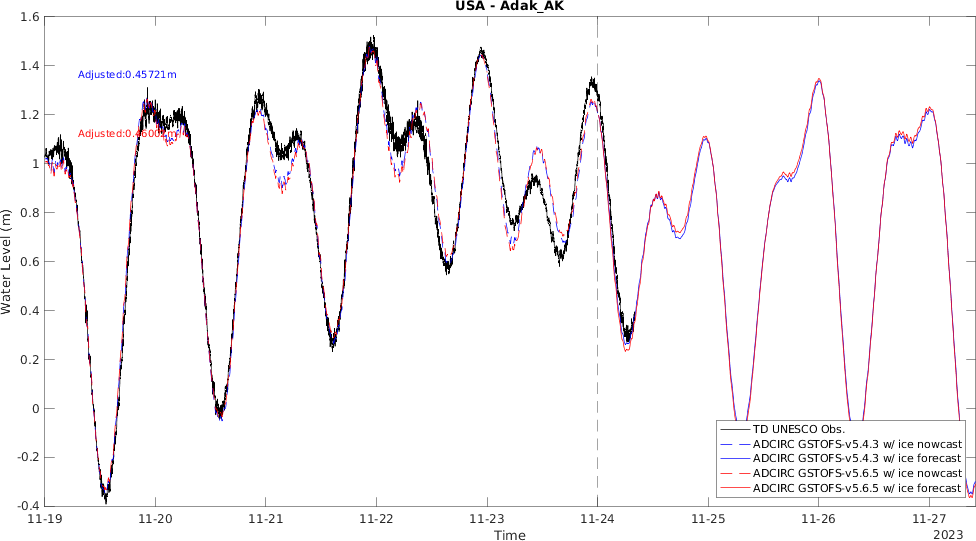 USA - Adak_AK
1.6
1.4
1.2
1
0.8
0.6
0.4
0.2
0
-0.2
-0.4
Water Level (m)
Adjusted:0.45721m
Adjusted:0.46002m
TD UNESCO Obs.
ADCIRC GSTOFS-v5.4.3 w/ ice nowcast
ADCIRC GSTOFS-v5.4.3 w/ ice forecast
ADCIRC GSTOFS-v5.6.5 w/ ice nowcast
ADCIRC GSTOFS-v5.6.5 w/ ice forecast
11-19 11-20 11-21 11-22 11-23 11-24 11-25 11-26 11-27
Time
2023